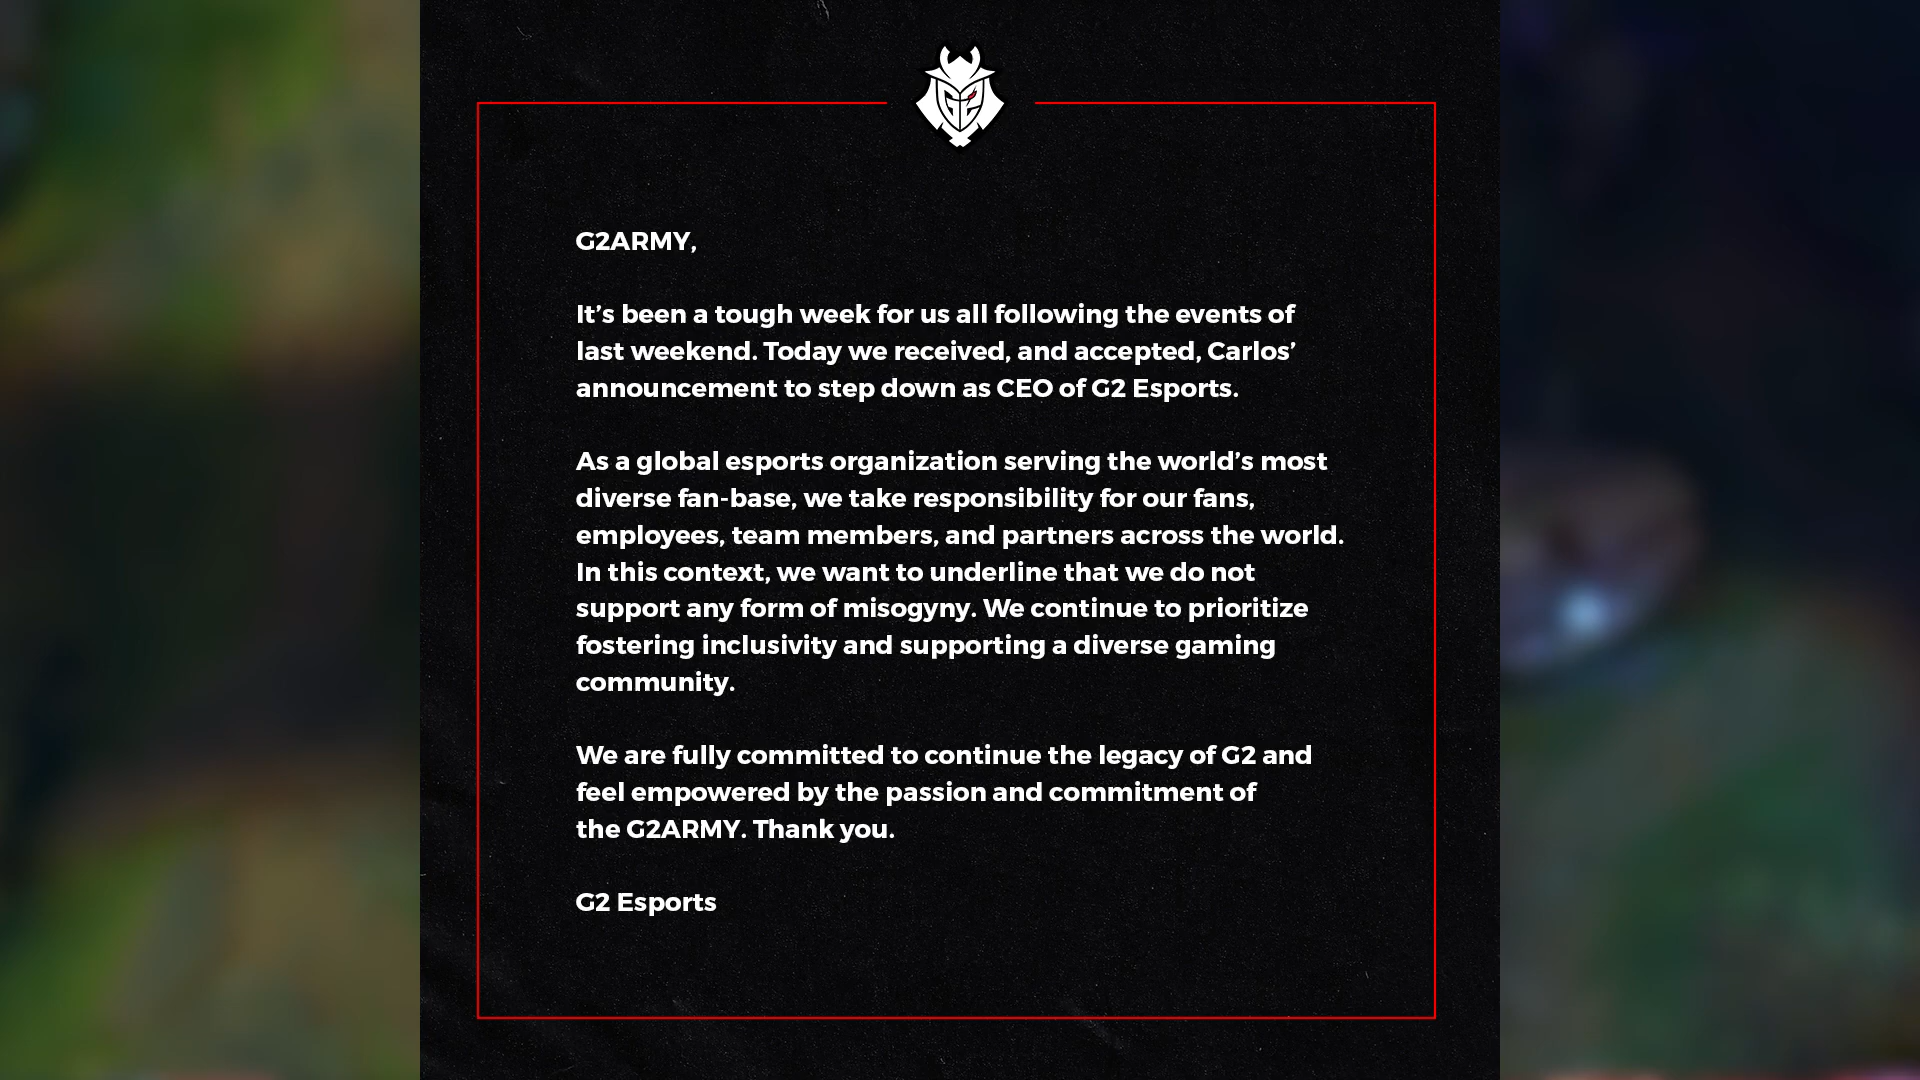 G2ARMY,
It’s been a tough week for us all following the events of
last weekend. Today we received, and accepted, Carlos’
announcement to step down as CEO of G2 Esports.
As a global esports organization serving the world’s most
diverse fan-base, we take responsibility for our fans,
employees, team members, and partners across the world.
In this context, we want to underline that we do not
support any form of misogyny. We continue to prioritize
fostering inclusivity and supporting a diverse gaming
community.
We are fully committed to continue the legacy of G2 and
feel empowered by the passion and commitment of
the G2ARMY. Thank you.
G2 Esports